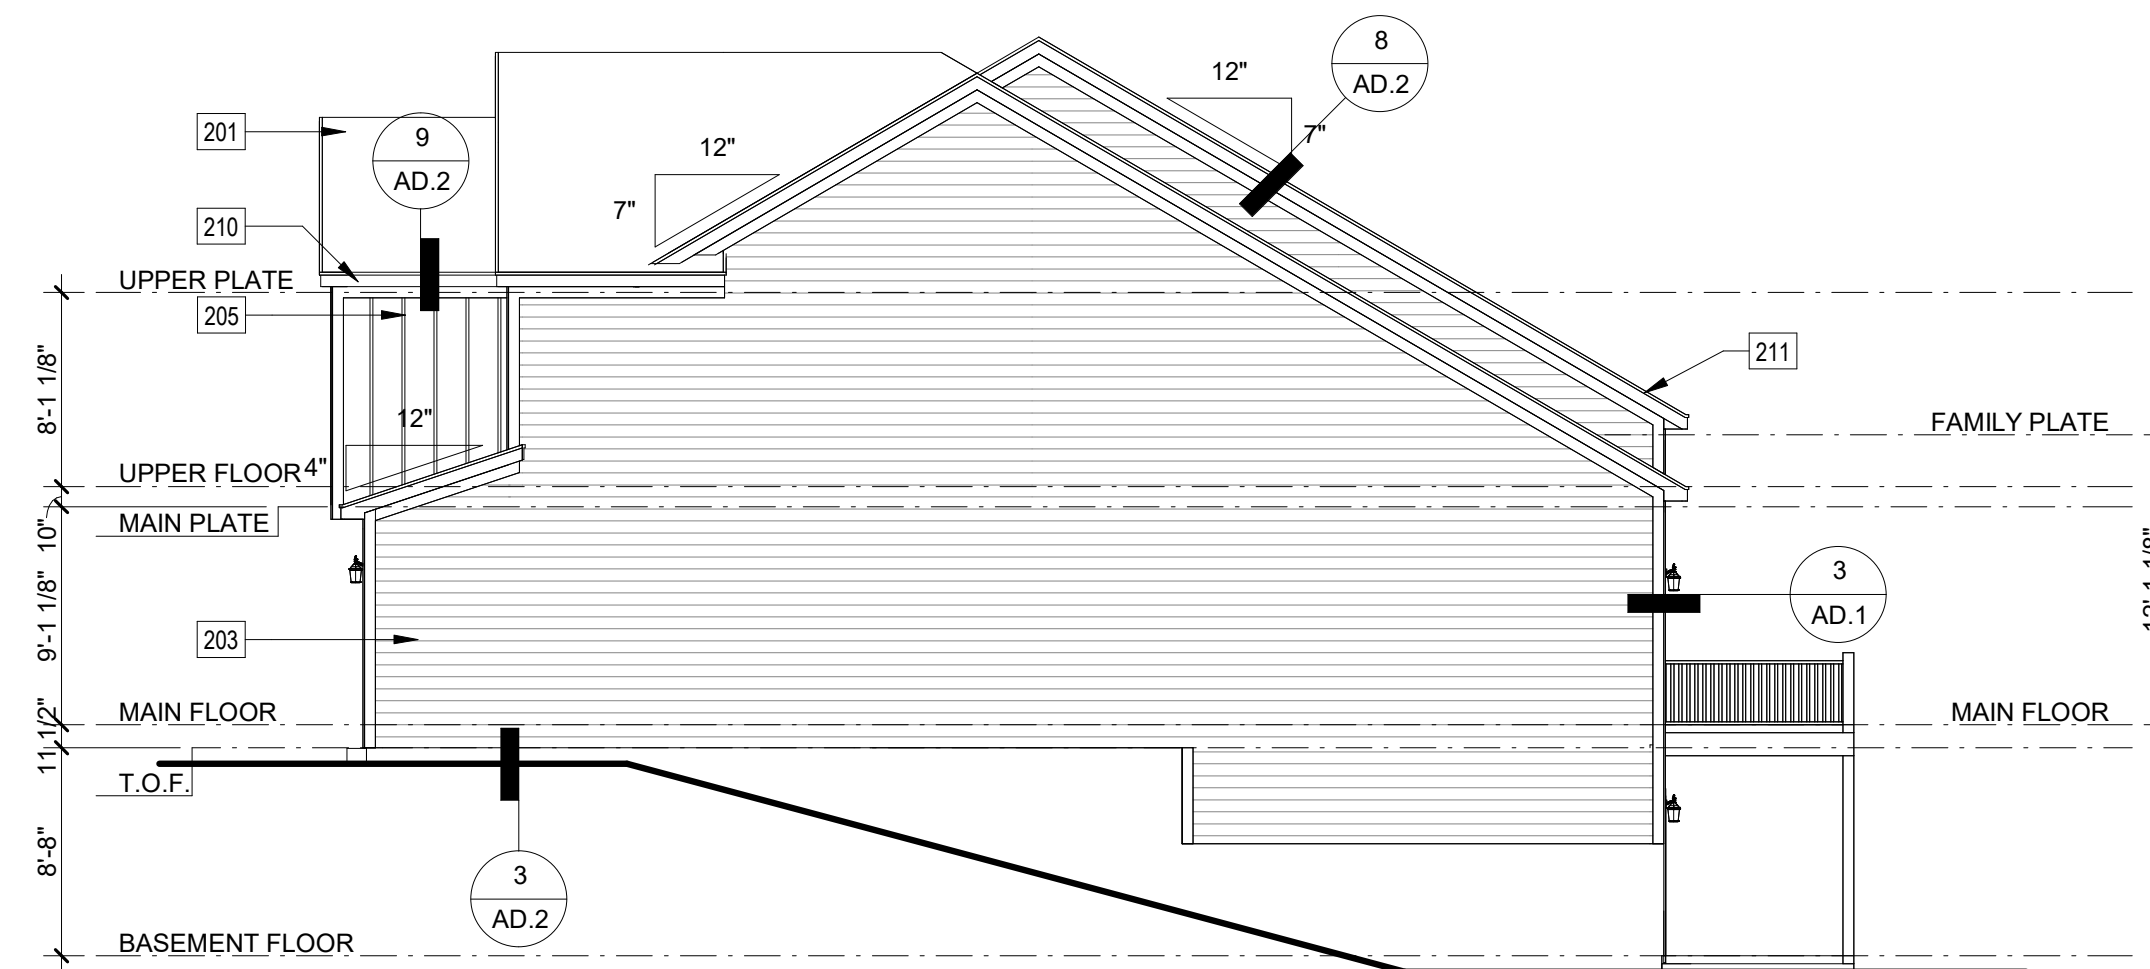 8
AD.2
12"
7"
201
9
AD.2
12"
7"
210
UPPER PLATE
205
211
8'-1 1/8"
12"
FAMILY PLATE
UPPER FLOOR
4"
10"
MAIN PLATE
3
AD.1
9'-1 1/8"
203
MAIN FLOOR
MAIN FLOOR
11 1/2"
T.O.F.
8'-8"
3
AD.2
BASEMENT FLOOR